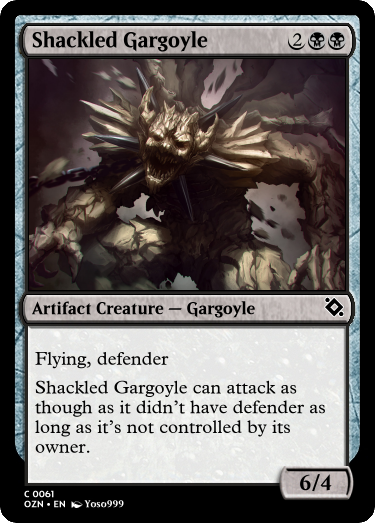 Shackled Gargoyle 2
Artifact Creature — Gargoyle
Flying, defender
Shackled Gargoyle can attack as
though as it didn't have defender as
long as it's not controlled by its
owner.
6/4
C 0061
OZN • EN Yoso999